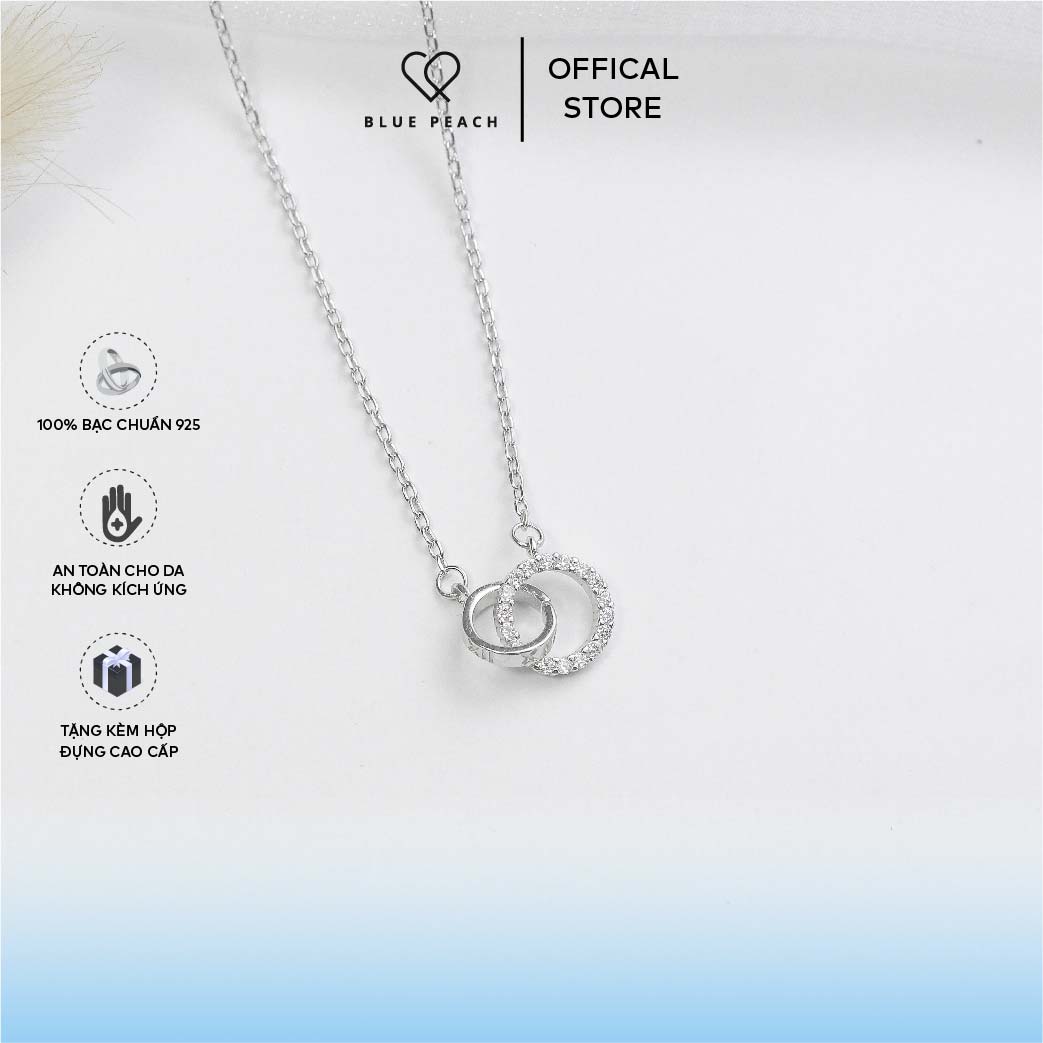 BLUE PEACH
OFFICAL
STORE
100% BẠC CHUẨN 925
AN TOÀN CHO DA
KHÔNG KÍCH ỨNG
TẶNG KÈM HỘP
ĐỰNG CAO CẤP